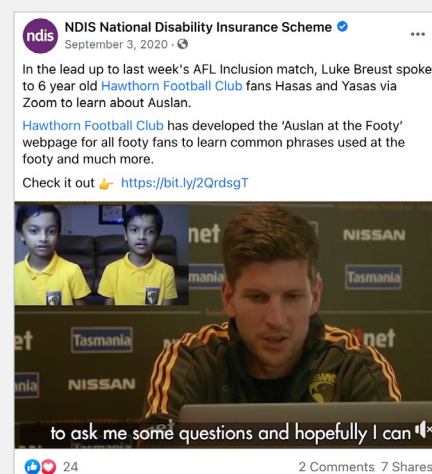 ndis
NDIS National Disability Insurance Scheme
September 3, 2020 ·
In the lead up to last week's AFL Inclusion match, Luke Breust spoke
to 6 year old Hawthorn Football Club fans Hasas and Yasas via
Zoom to learn about Auslan.
Hawthorn Football Club has developed the ‘Auslan at the Footy’
webpage for all footy fans to learn common phrases used at the
footy and much more.
Check it out 👉 https://bit.ly/2QrdsgT
net
NISSAN
mania
Tasmania
et
Tasmania
net
nia
NISSAN
to ask me some questions and hopefully I can
24
2 Comments 7 Shares